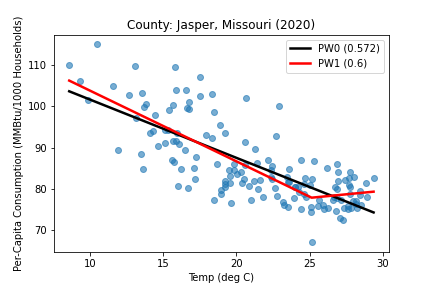 County: Jasper, Missouri (2020)
PW0 (0.572)
PW1 (0.6)
Per-Capita Consumption (MMBtu/1000 Households)
110
100
90
80
70
10
15
20
25
30
Temp (deg C)